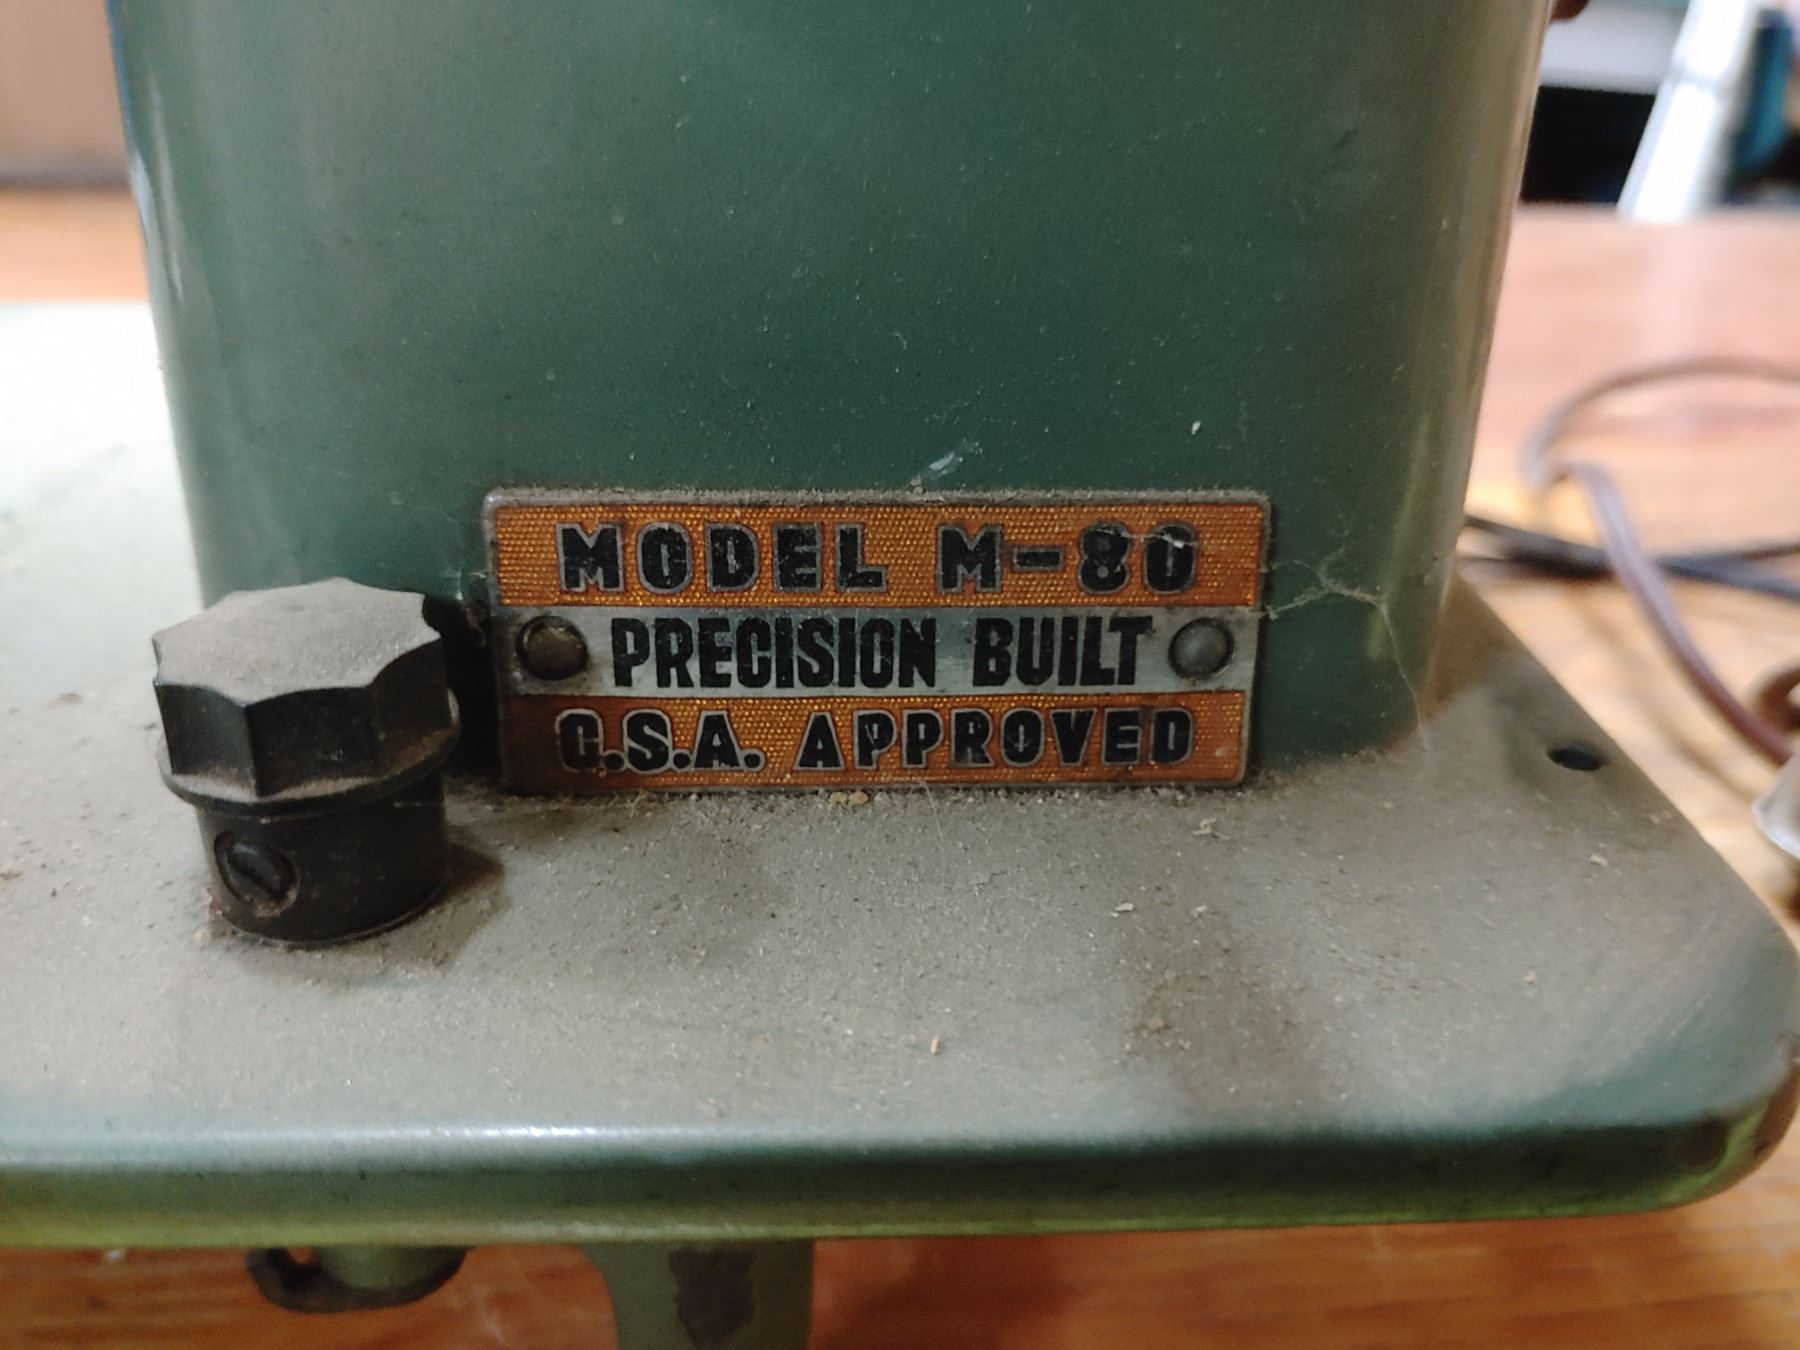 MODEL M-80
PRECISION BUILT
C.S.A. APPROVED